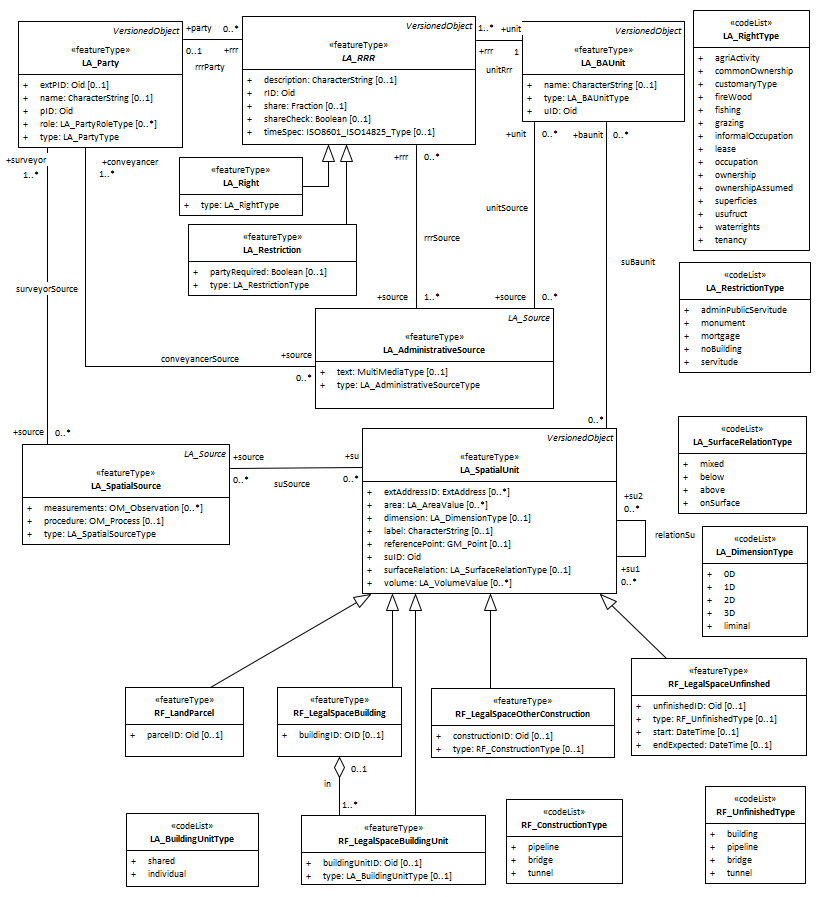 VersionedObject
«featureType»
LA_Party
+ extPID: Oid [0..1]
+ name: CharacterString [0..1]
+ pID: Oid
+ role: LA_PartyRoleType [0..*]
+ type: LA_PartyType
+party 0..*
0..1 +rrr
rrrParty
VersionedObject
«featureType»
LA_RRR
+ description: CharacterString [0..1]
+ rID: Oid
+ share: Fraction [0..1]
+ shareCheck: Boolean [0..1]
+ timeSpec: ISO8601_ISO14825_Type [0..1]
1..* +unit
+rrr 1
unitRrr
VersionedObject
«featureType»
LA_BAUnit
+ name: CharacterString [0..1]
+ type: LA_BAUnitType
+ uID: Oid
«codeList»
LA_RightType
+ agriActivity
+ commonOwnership
+ customaryType
+ fireWood
+ fishing
+ grazing
+ informalOccupation
+ lease
+ occupation
+ ownership
+ ownershipAssumed
+ superficies
+ usufruct
+ waterrights
+ tenancy
+surveyor
1..*
+conveyancer
1..*
«featureType»
LA_Right
+ type: LA_RightType
+rrr 0..*
+unit 0..*
+baunit 0..*
«featureType»
LA_Restriction
+ partyRequired: Boolean [0..1]
+ type: LA_RestrictionType
unitSource
rrrSource
suBaunit
surveyorSource
+source 1..*
+source 0..*
«codeList»
LA_RestrictionType
+ adminPublicServitude
+ monument
+ mortgage
+ noBuilding
+ servitude
LA_Source
«featureType»
LA_AdministrativeSource
+ text: MultiMediaType [0..1]
+ type: LA_AdministrativeSourceType
conveyancerSource
+source
0..*
+source 0..*
0..*
LA_Source
«featureType»
LA_SpatialSource
+ measurements: OM_Observation [0..*]
+ procedure: OM_Process [0..1]
+ type: LA_SpatialSourceType
+source +su
0..* suSource 0..*
VersionedObject
«featureType»
LA_SpatialUnit
+ extAddressID: ExtAddress [0..*]
+ area: LA_AreaValue [0..*]
+ dimension: LA_DimensionType [0..1]
+ label: CharacterString [0..1]
+ referencePoint: GM_Point [0..1]
+ suID: Oid
+ surfaceRelation: LA_SurfaceRelationType [0..1]
+ volume: LA_VolumeValue [0..*]
+su2
0..*
relationSu
+su1
0..*
«codeList»
LA_SurfaceRelationType
+ mixed
+ below
+ above
+ onSurface
«codeList»
LA_DimensionType
+ 0D
+ 1D
+ 2D
+ 3D
+ liminal
«featureType»
RF_LandParcel
+ parcelID: Oid [0..1]
«featureType»
RF_LegalSpaceBuilding
+ buildingID: OID [0..1]
«featureType»
RF_LegalSpaceOtherConstruction
+ constructionID: Oid [0..1]
+ type: RF_ConstructionType [0..1]
«featureType»
RF_LegalSpaceUnfinshed
+ unfinishedID: Oid [0..1]
+ type: RF_UnfinishedType [0..1]
+ start: DateTime [0..1]
+ endExpected: DateTime [0..1]
0..1
in
1..*
«codeList»
LA_BuildingUnitType
+ shared
+ individual
«featureType»
RF_LegalSpaceBuildingUnit
+ buildingUnitID: Oid [0..1]
+ type: LA_BuildingUnitType [0..1]
«codeList»
RF_ConstructionType
+ pipeline
+ bridge
+ tunnel
«codeList»
RF_UnfinishedType
+ building
+ pipeline
+ bridge
+ tunnel